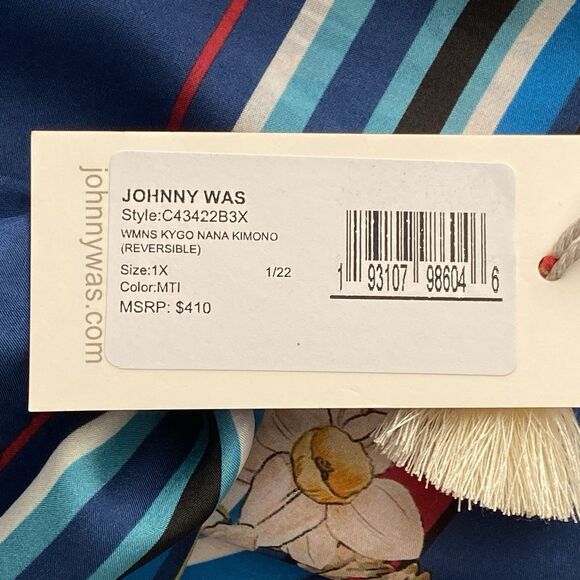 johnnywas.com
JOHNNY WAS
Style:C43422B3X
WMNS KYGO NANA KIMONO
(REVERSIBLE)
Size:1X 1/22
Color:MTI
MSRP: $410
1 93107 98604 6